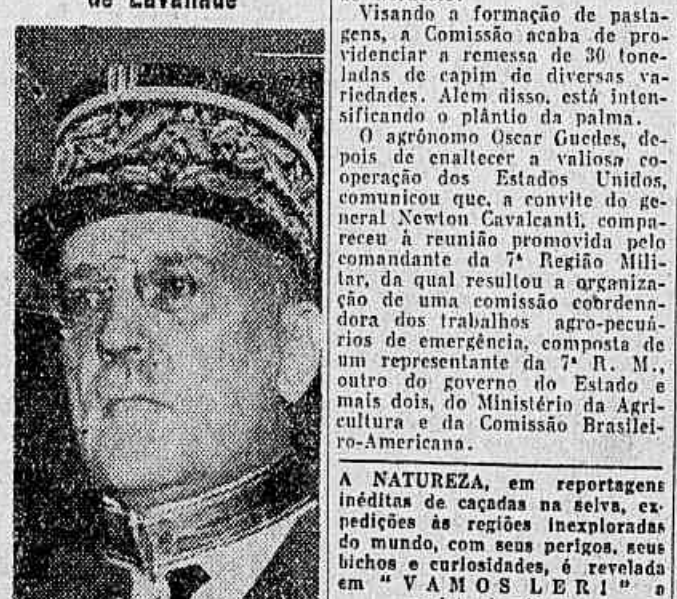 de Lavalade
Visando a formação de pasta-
gens, a Comissão acaba de pro-
videnciar a remessa de 30 tone-
ladas de capim de diversas va-
riedades. Alem disso, está inten-
sificando o plântio da palma.
O agrônomo Oscar Guedes, de-
pois de enaltecer a valiosa co-
operação dos Estados Unidos,
comunicou que, a convite do ge-
neral Newton Cavalcanti, compa-
receu à reunião promovida pelo
comandante da 7ª Região Mili-
tar, da qual resultou a organiza-
ção de uma comissão coordena-
dora dos trabalhos agro-pecuá-
rios de emergência, composta de
um representante da 7ª R. M.,
outro do governo do Estado e
mais dois, do Ministério da Agri-
cultura e da Comissão Brasilei-
ro-Americana.
A NATUREZA, em reportagens
inéditas de caçadas na selva, ex-
pedições às regiões inexploradas
do mundo, com seus perigos, seus
bichos e curiosidades, é revelada
em "VAMOS LER!" a